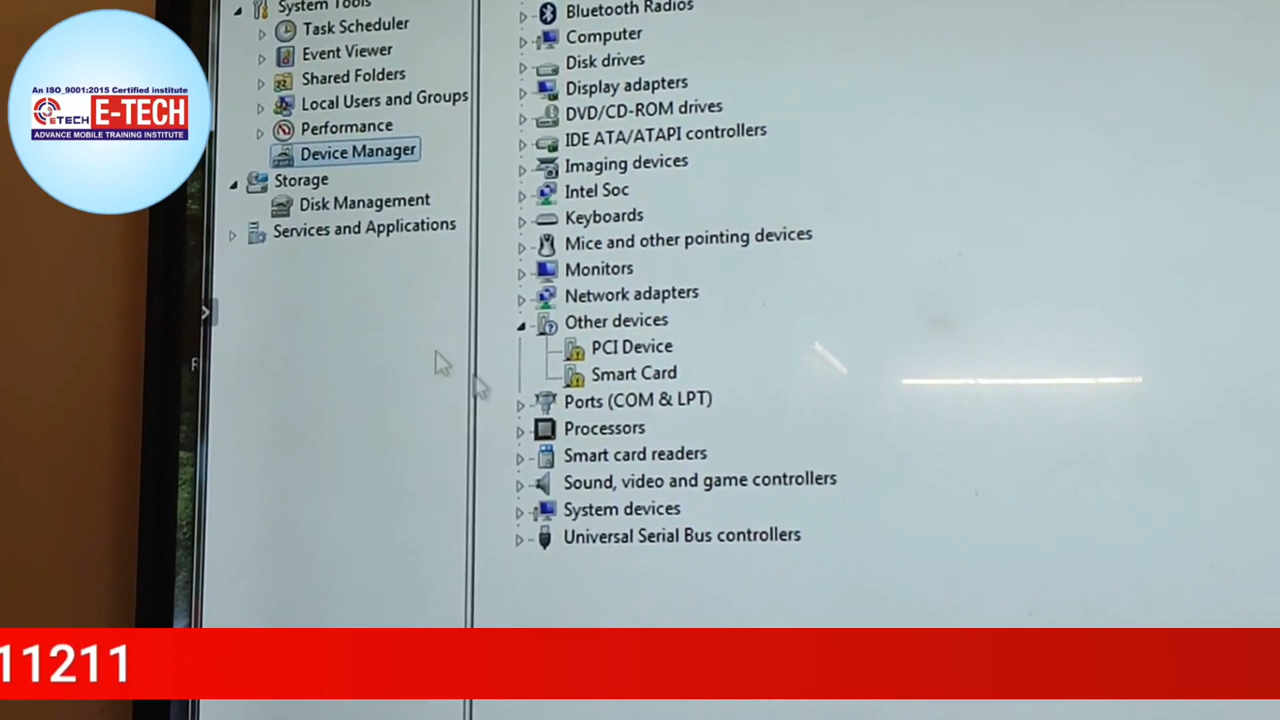 An ISO_9001:2015 Certified institute
ETECH E-TECH
ADVANCE MOBILE TRAINING INSTITUTE
System Tools
Task Scheduler
Event Viewer
Shared Folders
Local Users and Groups
Performance
Device Manager
Storage
Disk Management
Services and Applications
Bluetooth Radios
Computer
Disk drives
Display adapters
DVD/CD-ROM drives
IDE ATA/ATAPI controllers
Imaging devices
Intel Soc
Keyboards
Mice and other pointing devices
Monitors
Network adapters
Other devices
PCI Device
Smart Card
Ports (COM & LPT)
Processors
Smart card readers
Sound, video and game controllers
System devices
Universal Serial Bus controllers
R
11211